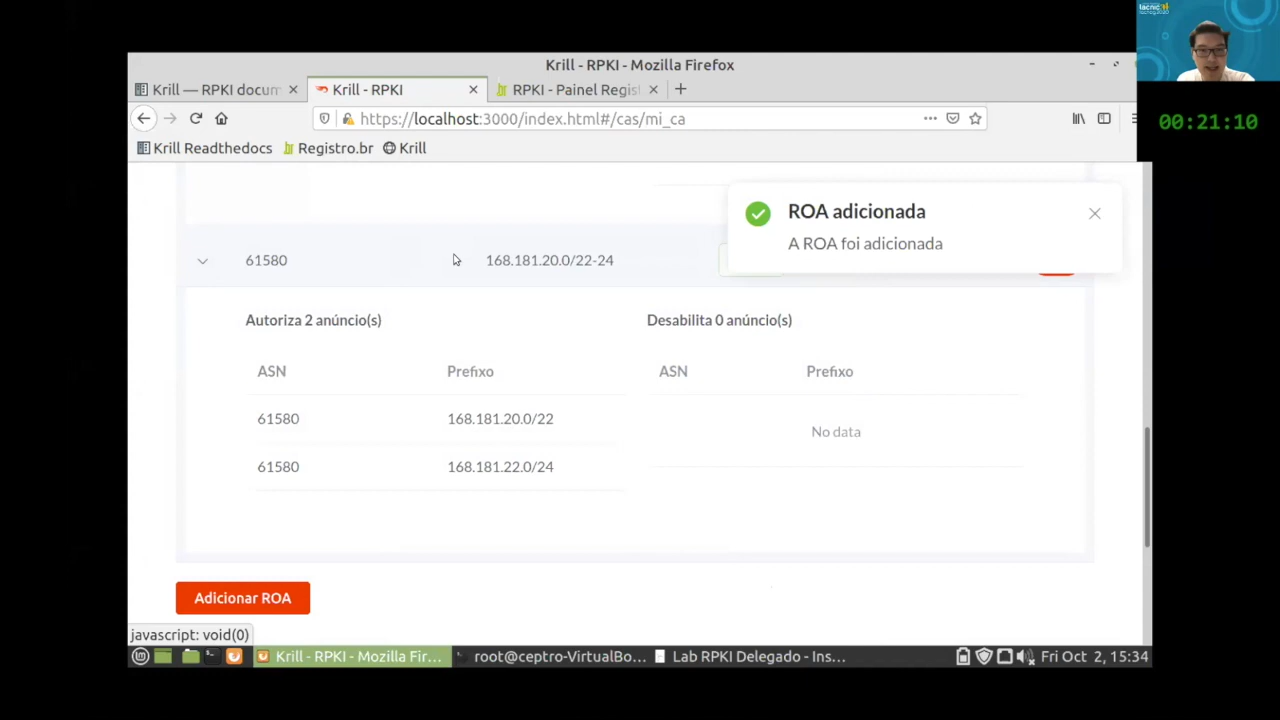 lacnic
Krill - RPKI - Mozilla Firefox
Krill — RPKI docum
Krill - RPKI
RPKI - Painel Regist
https://localhost:3000/index.html#/cas/mi_ca
00:21:10
Krill Readthedocs
Registro.br
Krill
ROA adicionada
A ROA foi adicionada
61580
168.181.20.0/22-24
Autoriza 2 anúncio(s)
Desabilita 0 anúncio(s)
ASN
Prefixo
ASN
Prefixo
61580
168.181.20.0/22
No data
61580
168.181.22.0/24
Adicionar ROA
javascript: void(0)
Krill - RPKI - Mozilla Fir...
root@ceptro-VirtualBo...
Lab RPKI Delegado - Ins...
Fri Oct 2, 15:34